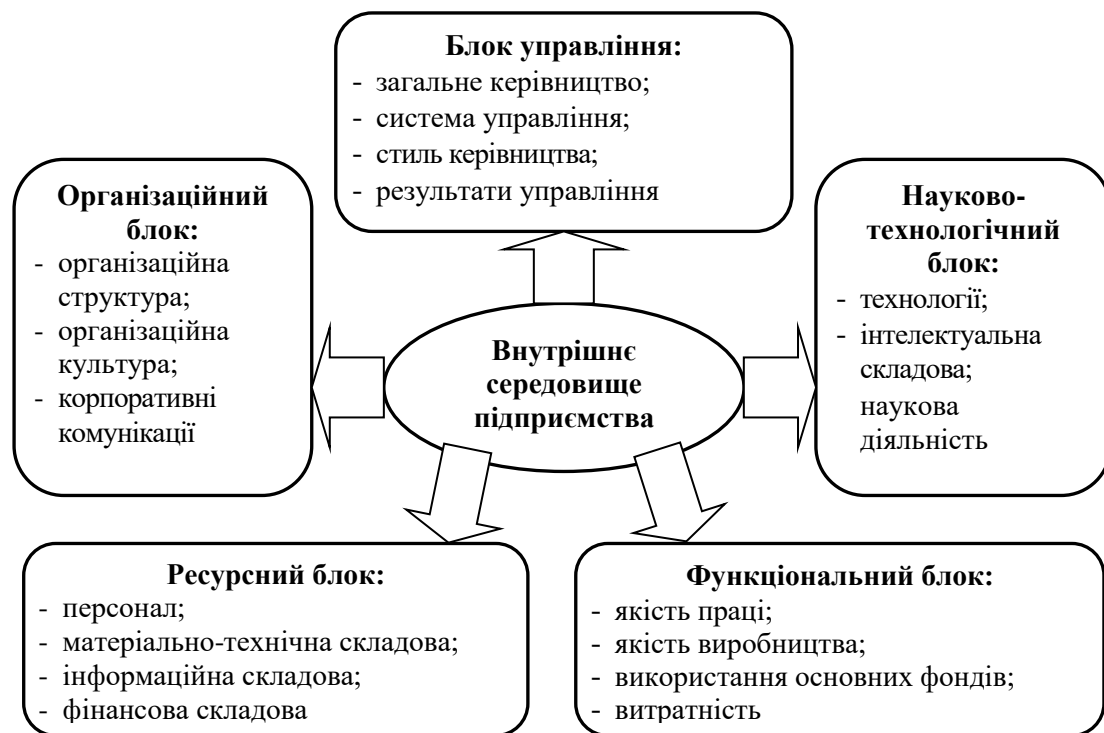 Блок управління:
- загальне керівництво;
- система управління;
- стиль керівництва;
- результати управління
Організаційний
блок:
- організаційна
структура;
- організаційна
культура;
- корпоративні
комунікації
Науково-
технологічний
блок:
- технології;
- інтелектуальна
складова;
наукова
діяльність
Внутрішнє
середовище
підприємства
Ресурсний блок:
- персонал;
- матеріально-технічна складова;
- інформаційна складова;
- фінансова складова
Функціональний блок:
- якість праці;
- якість виробництва;
- використання основних фондів;
- витратність